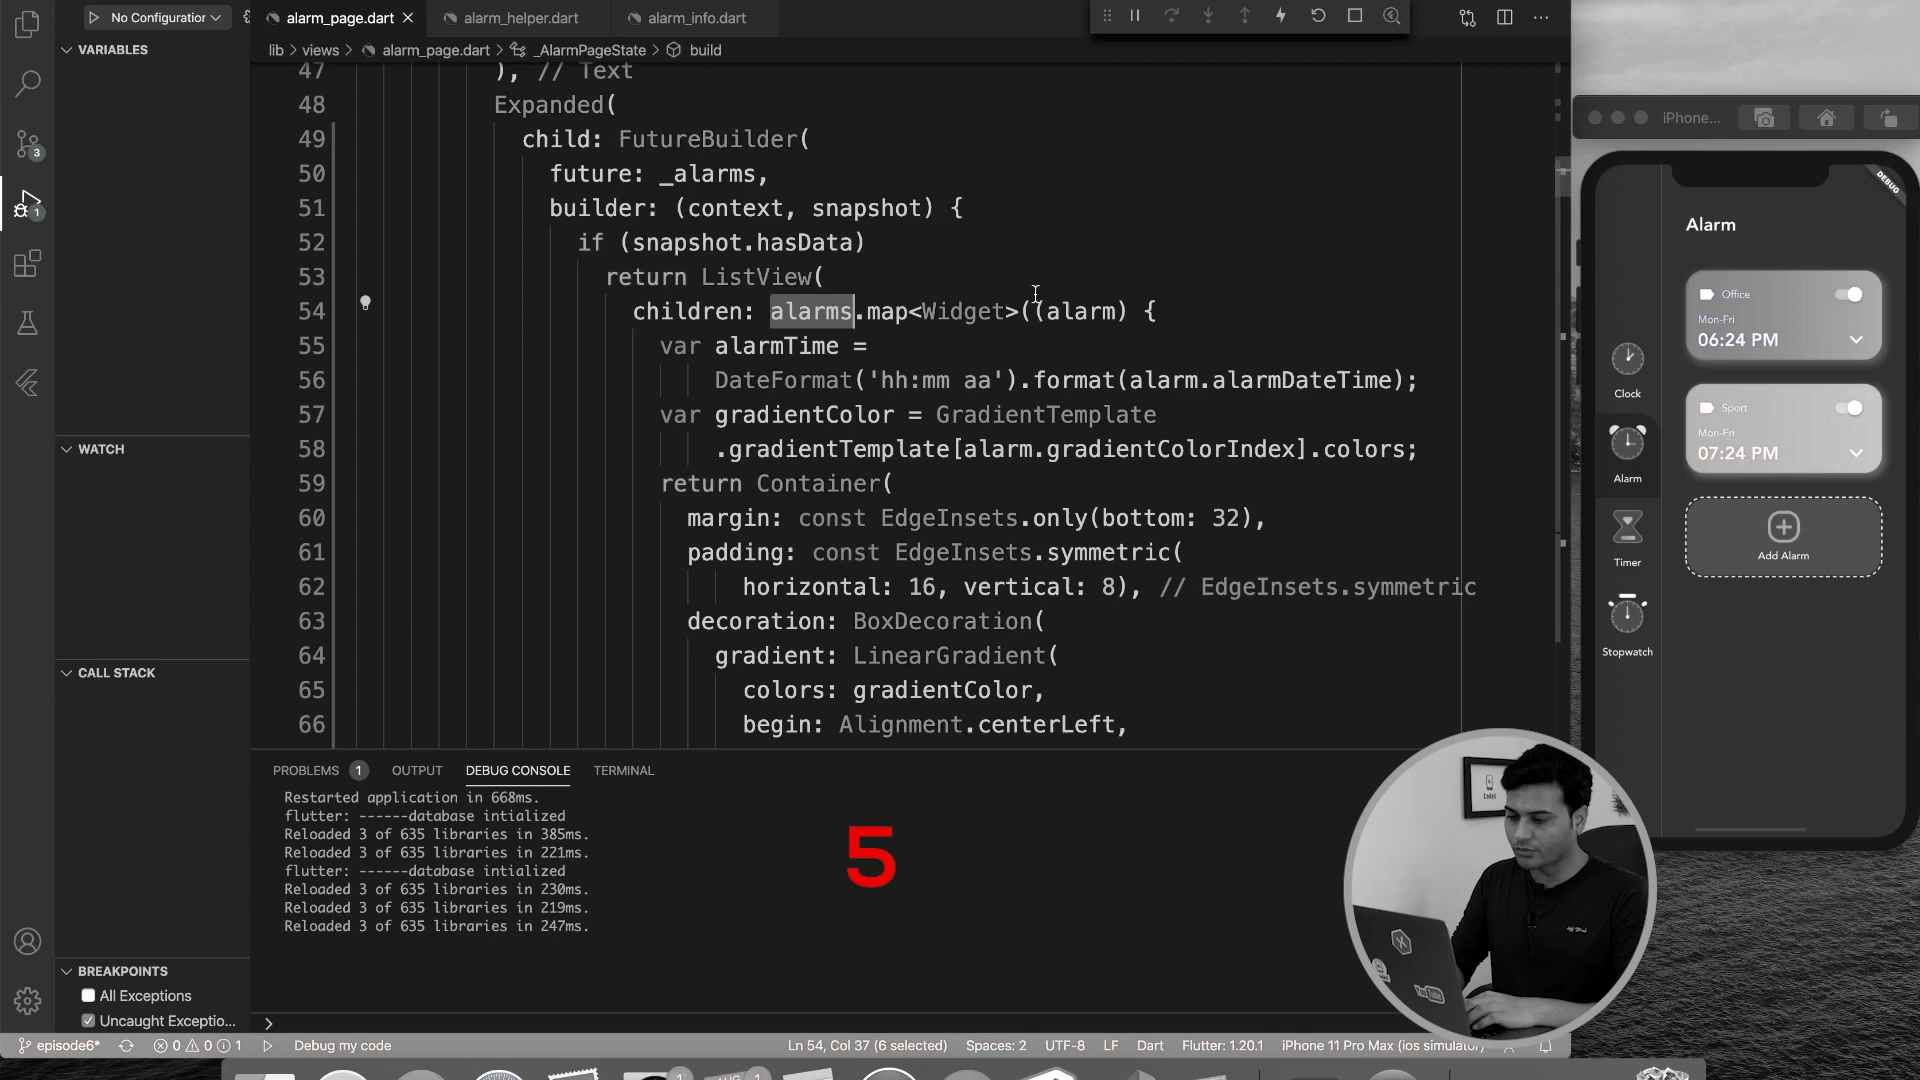 No Configuration
alarm_page.dart
alarm_helper.dart
alarm_info.dart
VARIABLES
lib > views > alarm_page.dart > _AlarmPageState > build
47 ), // Text
48 Expanded(
49 child: FutureBuilder(
50 future: _alarms,
51 builder: (context, snapshot) {
52 if (snapshot.hasData)
53 return ListView(
54 children: alarms.map<Widget>((alarm) {
55 var alarmTime =
56 DateFormat('hh:mm aa').format(alarm.alarmDateTime);
57 var gradientColor = GradientTemplate
58 .gradientTemplate[alarm.gradientColorIndex].colors;
59 return Container(
60 margin: const EdgeInsets.only(bottom: 32),
61 padding: const EdgeInsets.symmetric(
62 horizontal: 16, vertical: 8), // EdgeInsets.symmetric
63 decoration: BoxDecoration(
64 gradient: LinearGradient(
65 colors: gradientColor,
66 begin: Alignment.centerLeft,
3
1
WATCH
CALL STACK
BREAKPOINTS
All Exceptions
Uncaught Exceptio...
PROBLEMS 1 OUTPUT DEBUG CONSOLE TERMINAL
Restarted application in 668ms.
flutter: ------database intialized
Reloaded 3 of 635 libraries in 385ms.
Reloaded 3 of 635 libraries in 221ms.
flutter: ------database intialized
Reloaded 3 of 635 libraries in 230ms.
Reloaded 3 of 635 libraries in 219ms.
Reloaded 3 of 635 libraries in 247ms.
5
>
iPhone...
DEBUG
Alarm
Office
Mon-Fri
06:24 PM
Sport
Mon-Fri
07:24 PM
Add Alarm
Clock
Alarm
Timer
Stopwatch
YouTube
episode6* 0 0 1 Debug my code Ln 54, Col 37 (6 selected) Spaces: 2 UTF-8 LF Dart Flutter: 1.20.1 iPhone 11 Pro Max (ios simulator)
1
AUG 1